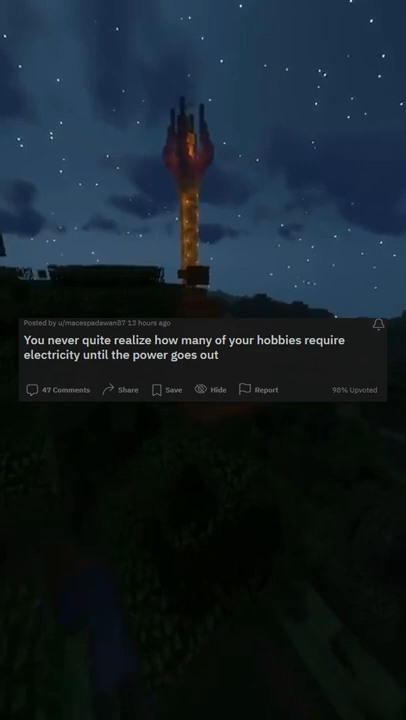 Posted by u/macespadawan87 13 hours ago
You never quite realize how many of your hobbies require
electricity until the power goes out
47 Comments Share Save Hide Report 98% Upvoted